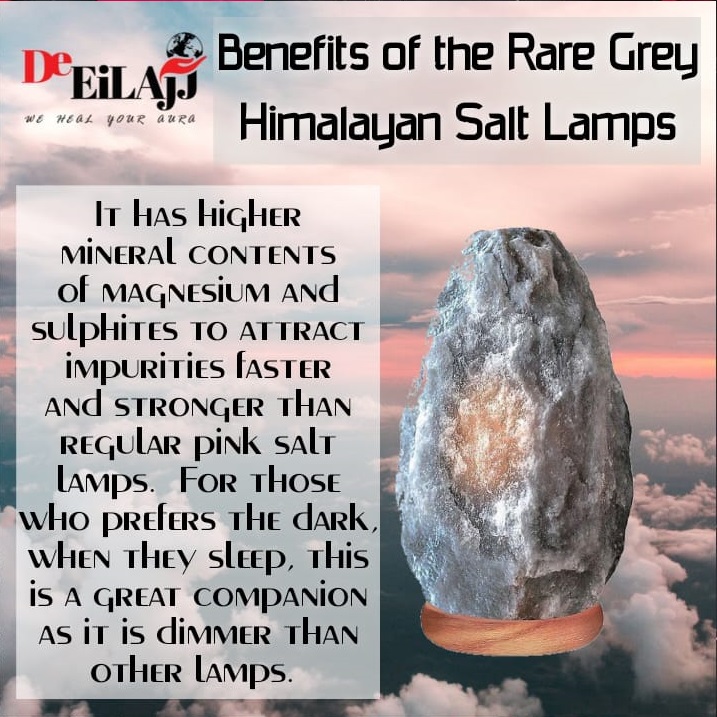 De EiLAjj
WE HEAL YOUR AURA
Benefits of the Rare Grey
Himalayan Salt Lamps
IT HAS HIGHER
MINERAL CONTENTS
OF MAGNESIUM AND
SULPHITES TO ATTRACT
IMPURITIES FASTER
AND STRONGER THAN
REGULAR PINK SALT
LAMPS. FOR THOSE
WHO PREFERS THE DARK,
WHEN THEY SLEEP, THIS
IS A GREAT COMPANION
AS IT IS DIMMER THAN
OTHER LAMPS.